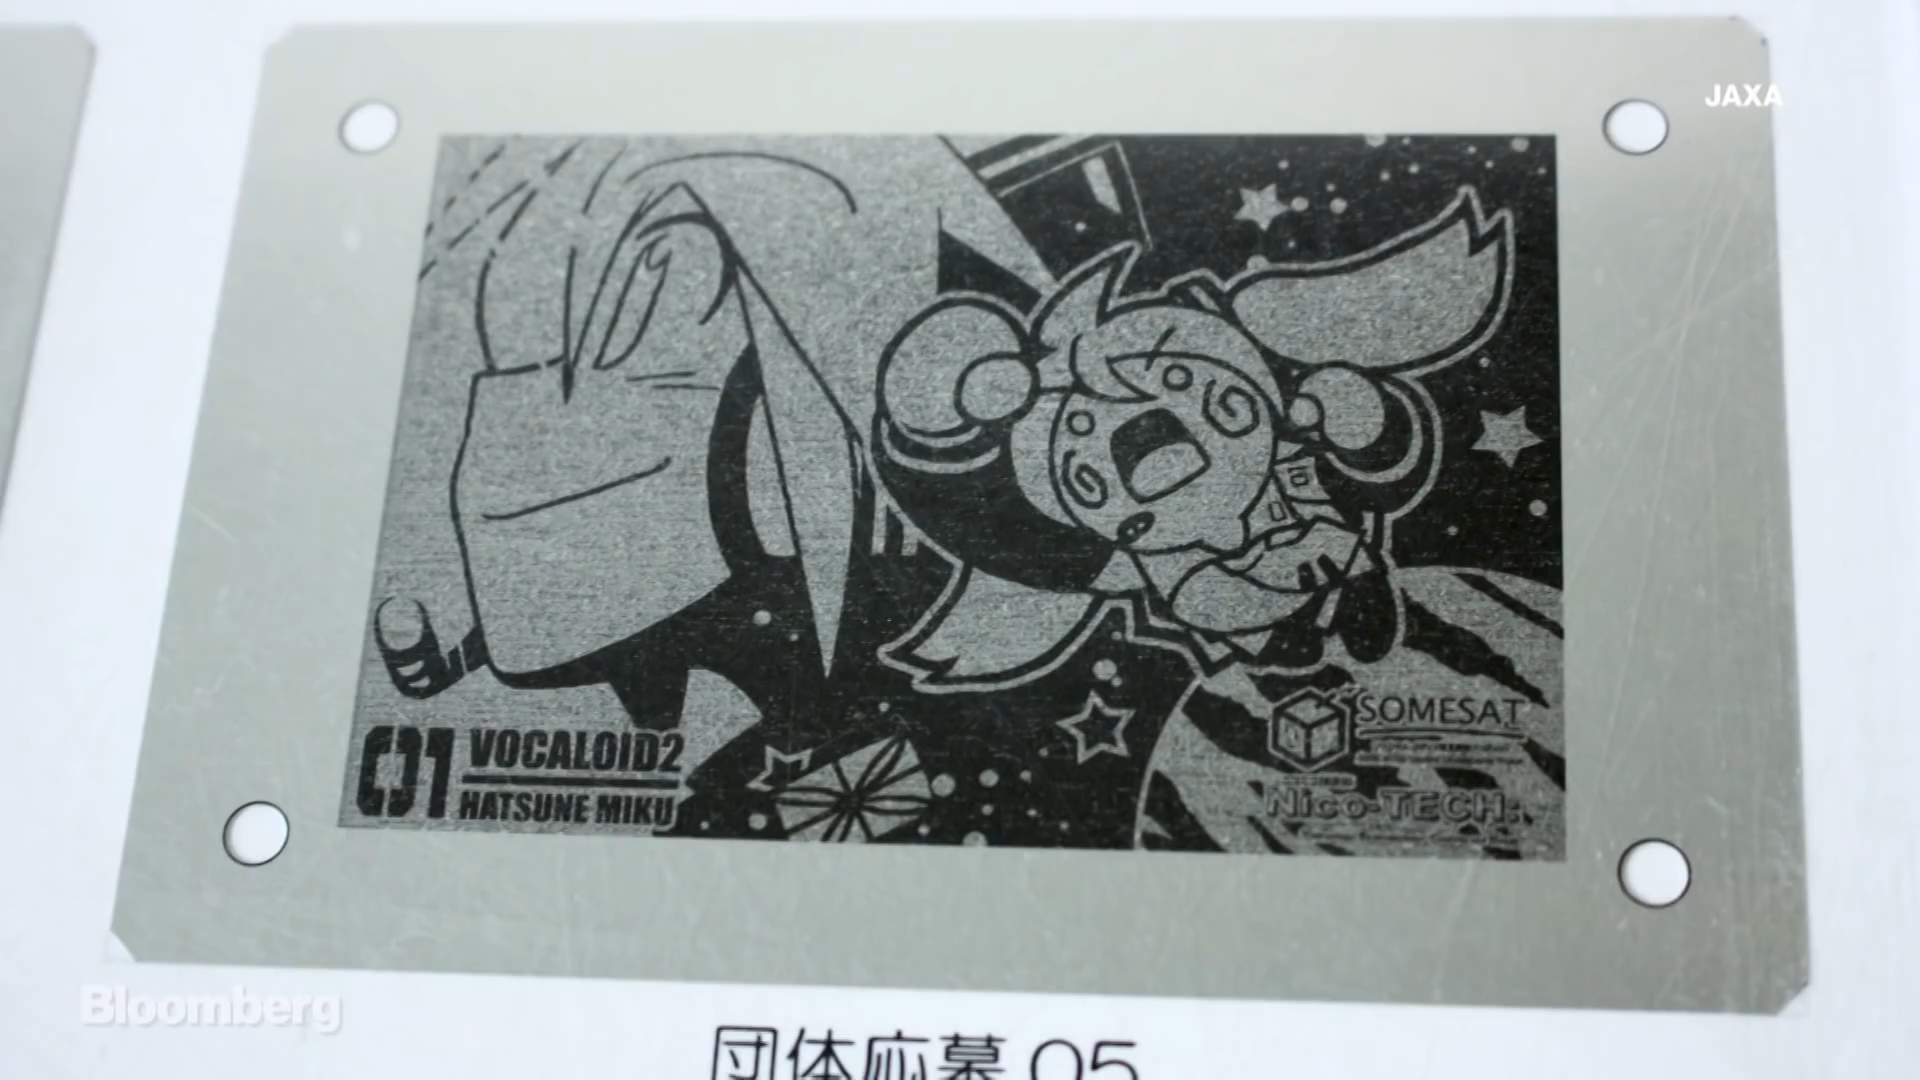 JAXA
01 VOCALOID2
HATSUNE MIKU
SOMESAT
Nico-TECH:
Bloomberg
団体応募 05